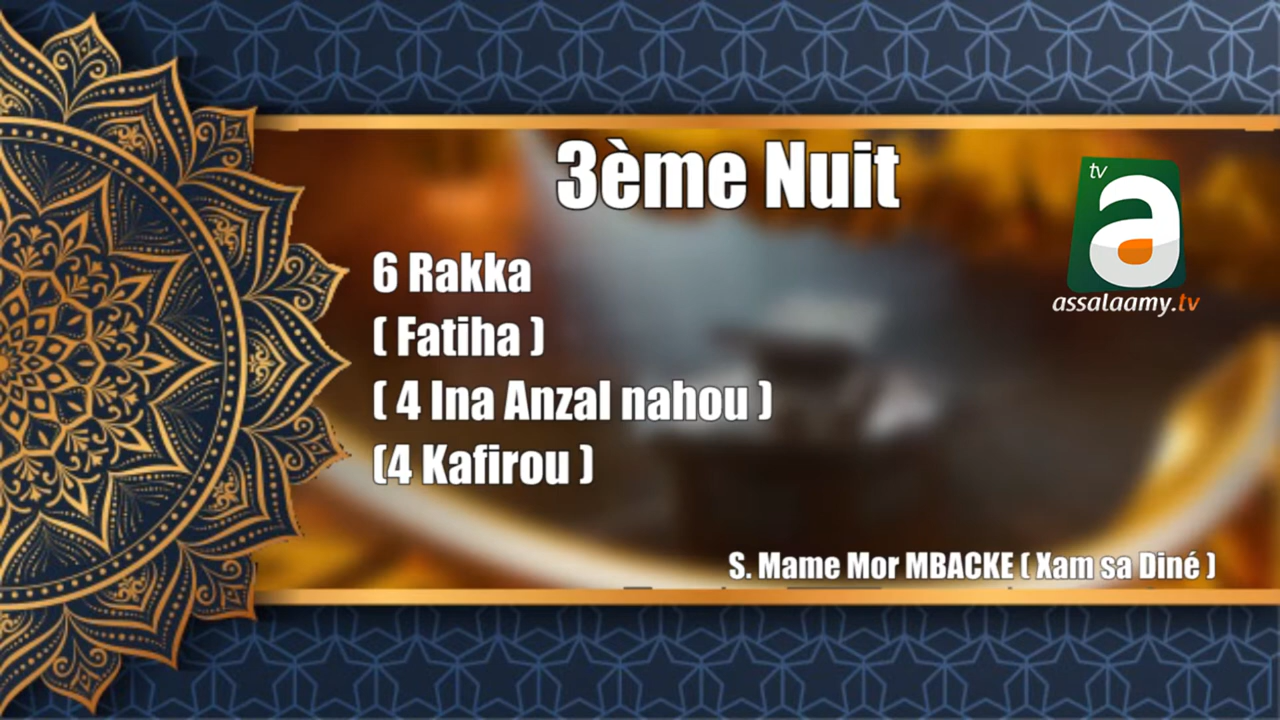 3ème Nuit
tv
a
assalaamy.tv
6 Rakka
( Fatiha )
( 4 Ina Anzal nahou )
(4 Kafirou )
S. Mame Mor MBACKE ( Xam sa Diné )